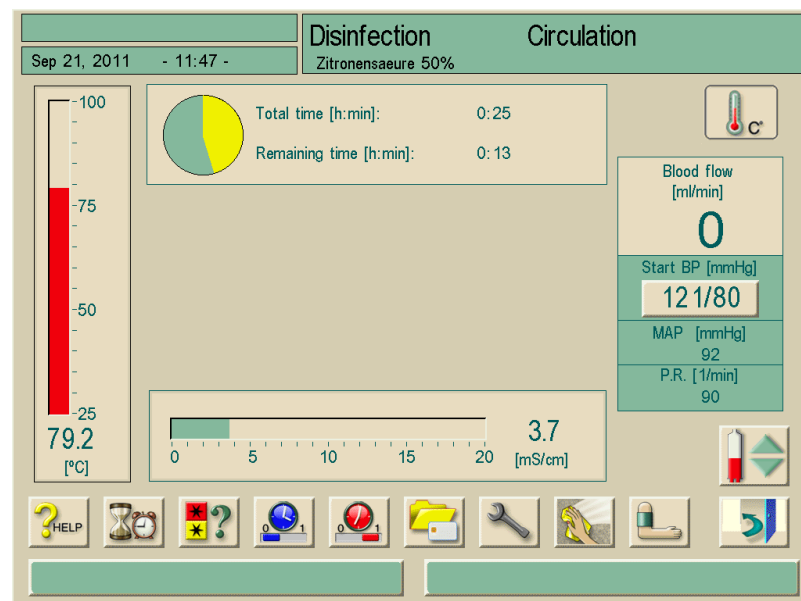 Disinfection Circulation
Sep 21, 2011 - 11:47 - Zitronensaeure 50%
100
75
50
25
79.2
[°C]
Total time [h:min]: 0:25
Remaining time [h:min]: 0:13
C°
Blood flow
[ml/min]
0
Start BP [mmHg]
121/80
MAP [mmHg]
92
P.R. [1/min]
90
0 5 10 15 20
3.7
[mS/cm]
?HELP
? 0 1 0 1